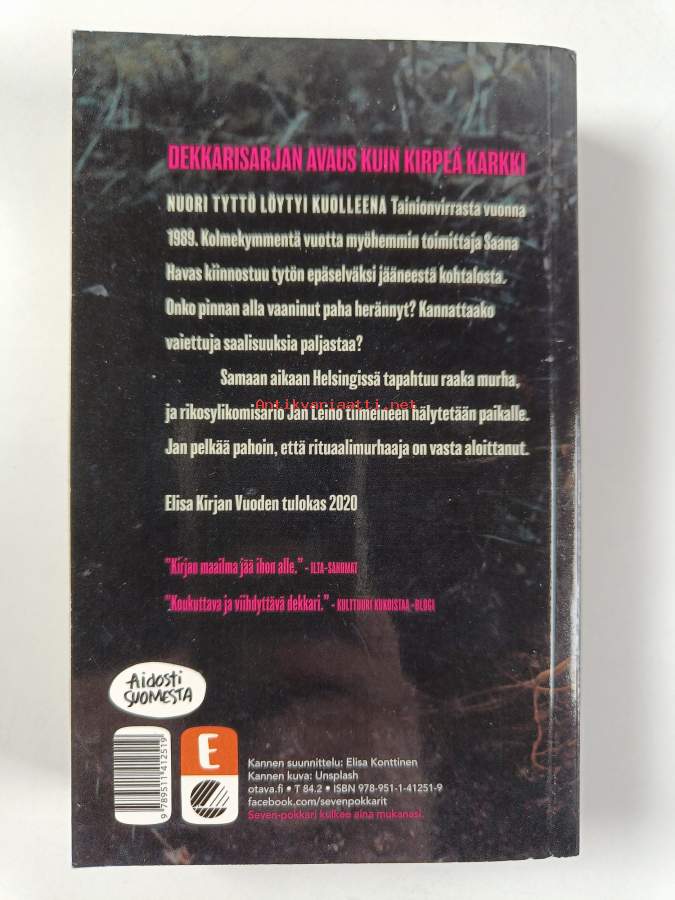 DEKKARISARJAN AVAUS KUIN KIRPEÄ KARKKI
NUORI TYTTÖ LÖYTYI KUOLLEENA Tainionvirrasta vuonna
1989. Kolmekymmentä vuotta myöhemmin toimittaja Saana
Havas kiinnostuu tytön epäselväksi jääneestä kohtalosta.
Onko pinnan alla vaaninut paha herännyt? Kannattaako
vaiettuja saalisuuksia paljastaa?
Samaan aikaan Helsingissä tapahtuu raaka murha,
Antikvariaatti.net
ja rikosylikomisario Jan Leino tiimeineen hälytetään paikalle.
Jan pelkää pahoin, että rituaalimurhaaja on vasta aloittanut.
Elisa Kirjan Vuoden tulokas 2020
"Kirjan maailma jää ihon alle." – ILTA-SANOMAT
"Koukuttava ja viihdyttävä dekkari." – KULTTUURI KUKOISTAA -BLOGI
Aidosti
SUOMESTA
E
9 789511 412519
Kannen suunnittelu: Elisa Konttinen
Kannen kuva: Unsplash
otava.fi • T 84.2 • ISBN 978-951-1-41251-9
facebook.com/sevenpokkarit
Seven-pokkari kulkee aina mukanasi.